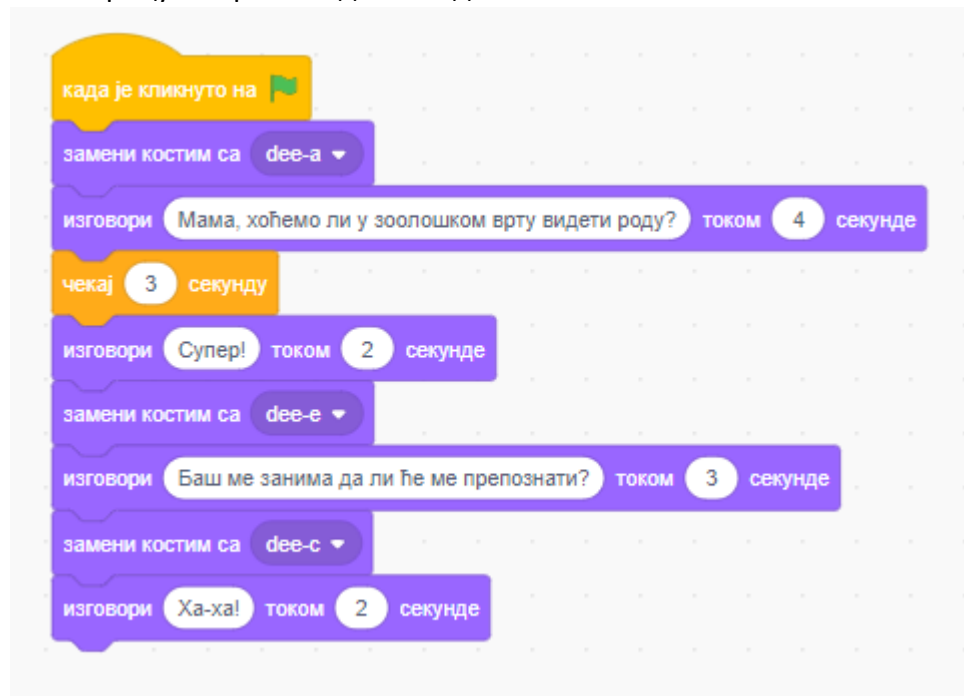 када је кликнуто на
замени костим са dee-a
изговори Мама, хоћемо ли у зоолошком врту видети роду? током 4 секунде
чекај 3 секунду
изговори Супер! током 2 секунде
замени костим са dee-e
изговори Баш ме занима да ли ће ме препознати? током 3 секунде
замени костим са dee-c
изговори Ха-ха! током 2 секунде